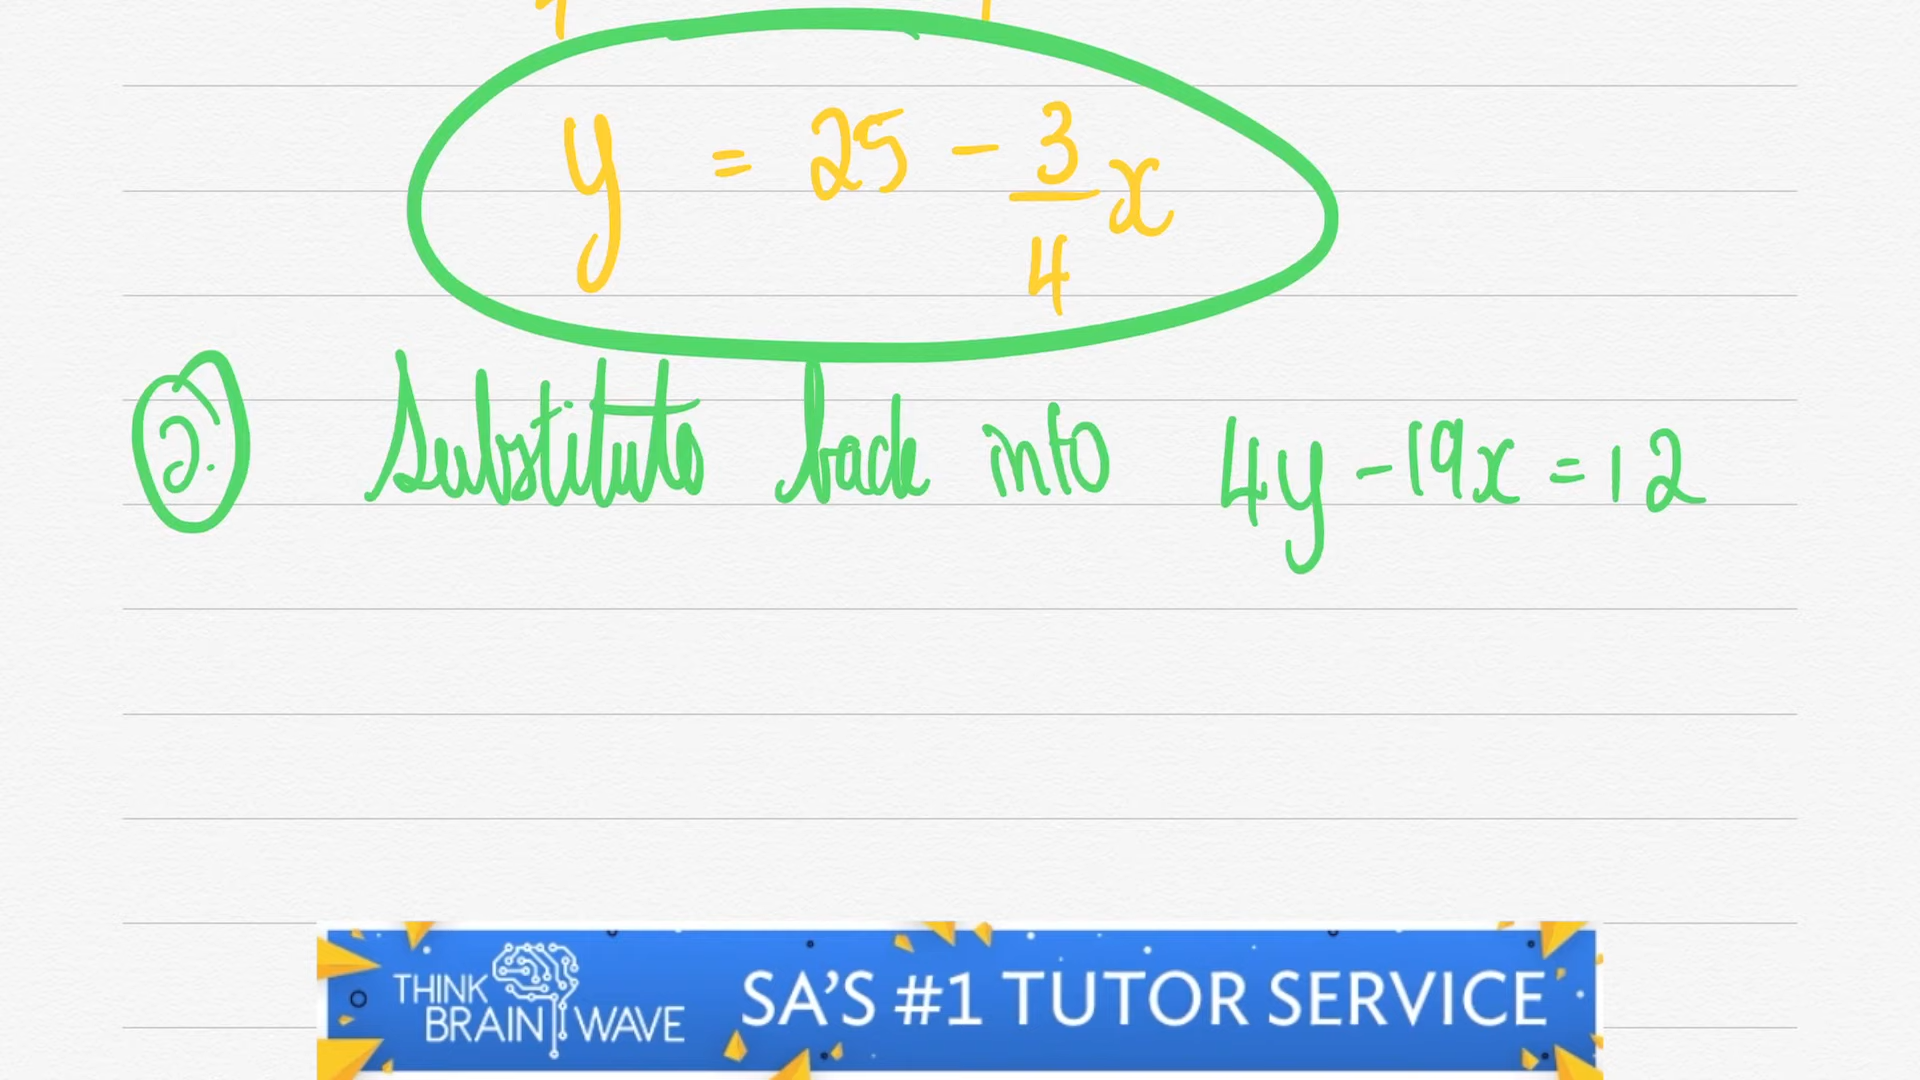 y = 25 - 3/4 x
2. Substitute back into 4y - 19x = 12
THINK BRAIN WAVE
SA'S #1 TUTOR SERVICE